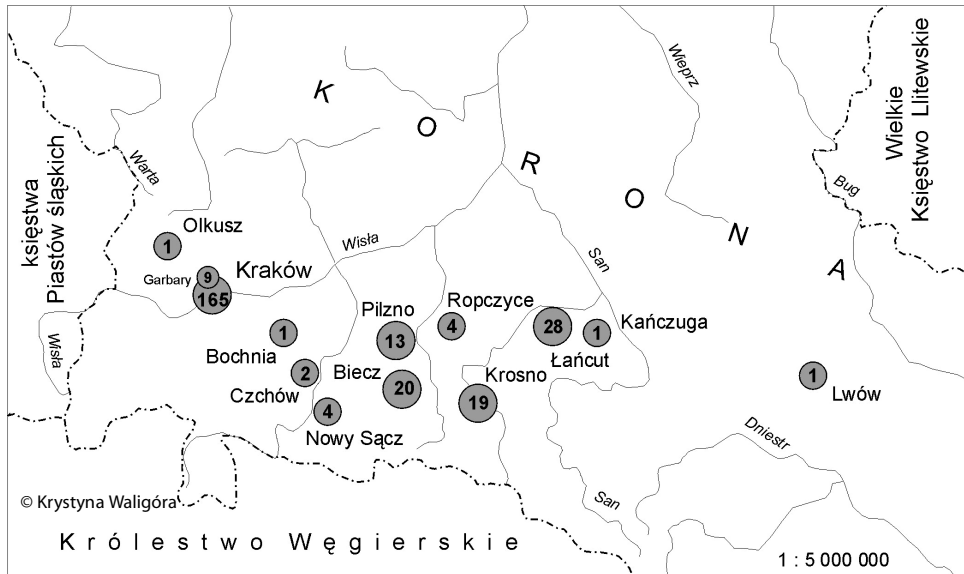 K O R O N A
Wieprz
Wielkie
Księstwo Llitewskie
Bug
księstwa
Piastów śląskich
Warta
Olkusz
1
Wisła
San
Garbary
9
Kraków
165
Wisła
Bochnia
1
Czchów
2
Nowy Sącz
4
Pilzno
13
Biecz
20
Ropczyce
4
Krosno
19
Łańcut
28
Kańczuga
1
Lwów
1
Dniestr
San
© Krystyna Waligóra
Królestwo Węgierskie
1 : 5 000 000